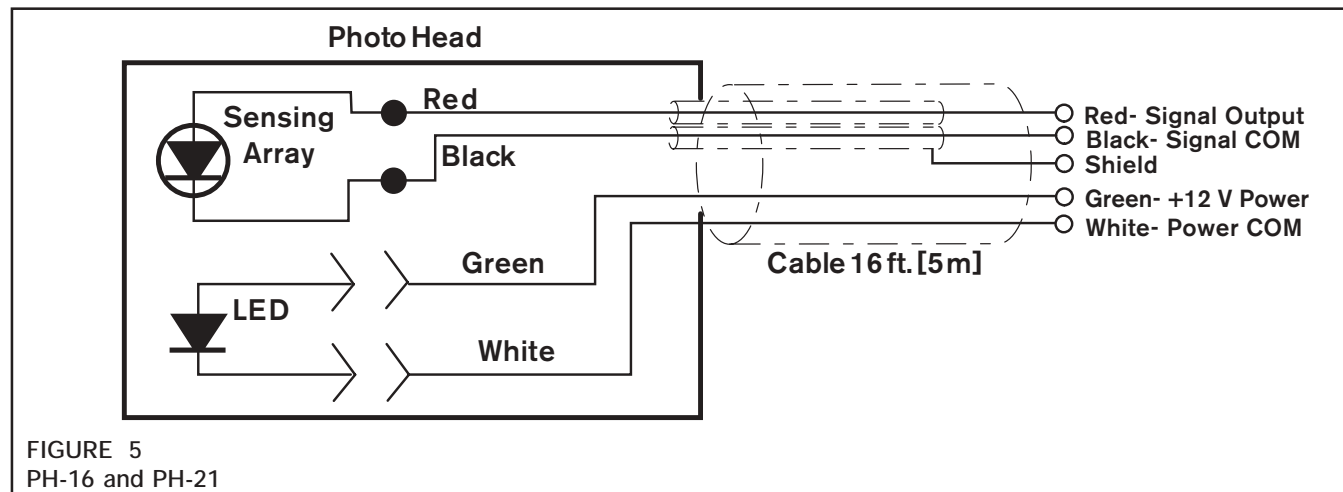 Photo Head
Sensing
Array
Red
Black
Green
LED
White
Red- Signal Output
Black- Signal COM
Shield
Green- +12 V Power
White- Power COM
Cable 16 ft. [5m]
FIGURE 5
PH-16 and PH-21